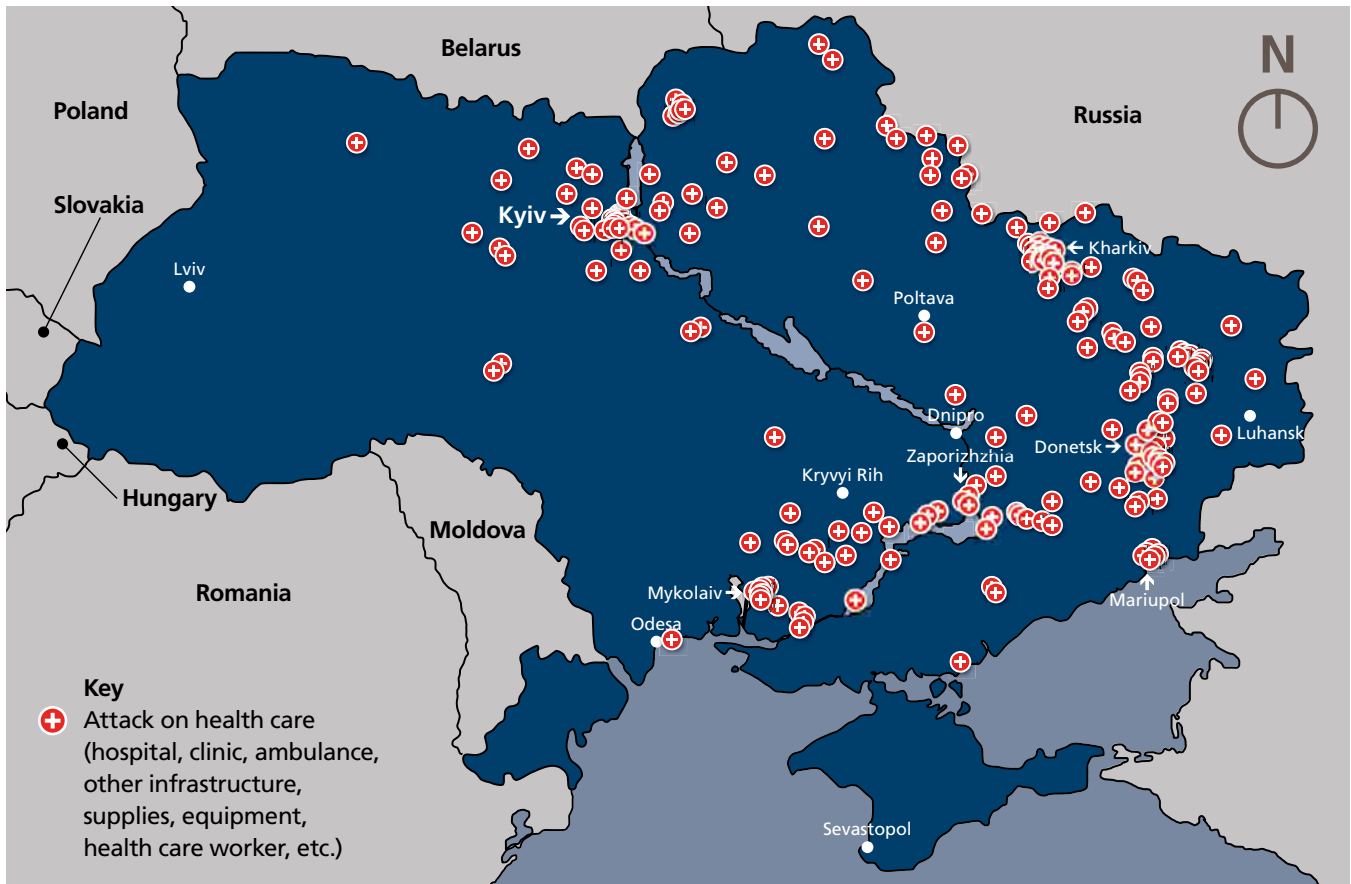 Belarus
N
Poland
Russia
Slovakia
Kyiv
Kharkiv
Lviv
Poltava
Dnipro
Luhansk
Donetsk
Zaporizhzhia
Kryvyi Rih
Hungary
Moldova
Romania
Mykolaiv
Mariupol
Odesa
Key
Attack on health care
(hospital, clinic, ambulance,
other infrastructure,
supplies, equipment,
health care worker, etc.)
Sevastopol